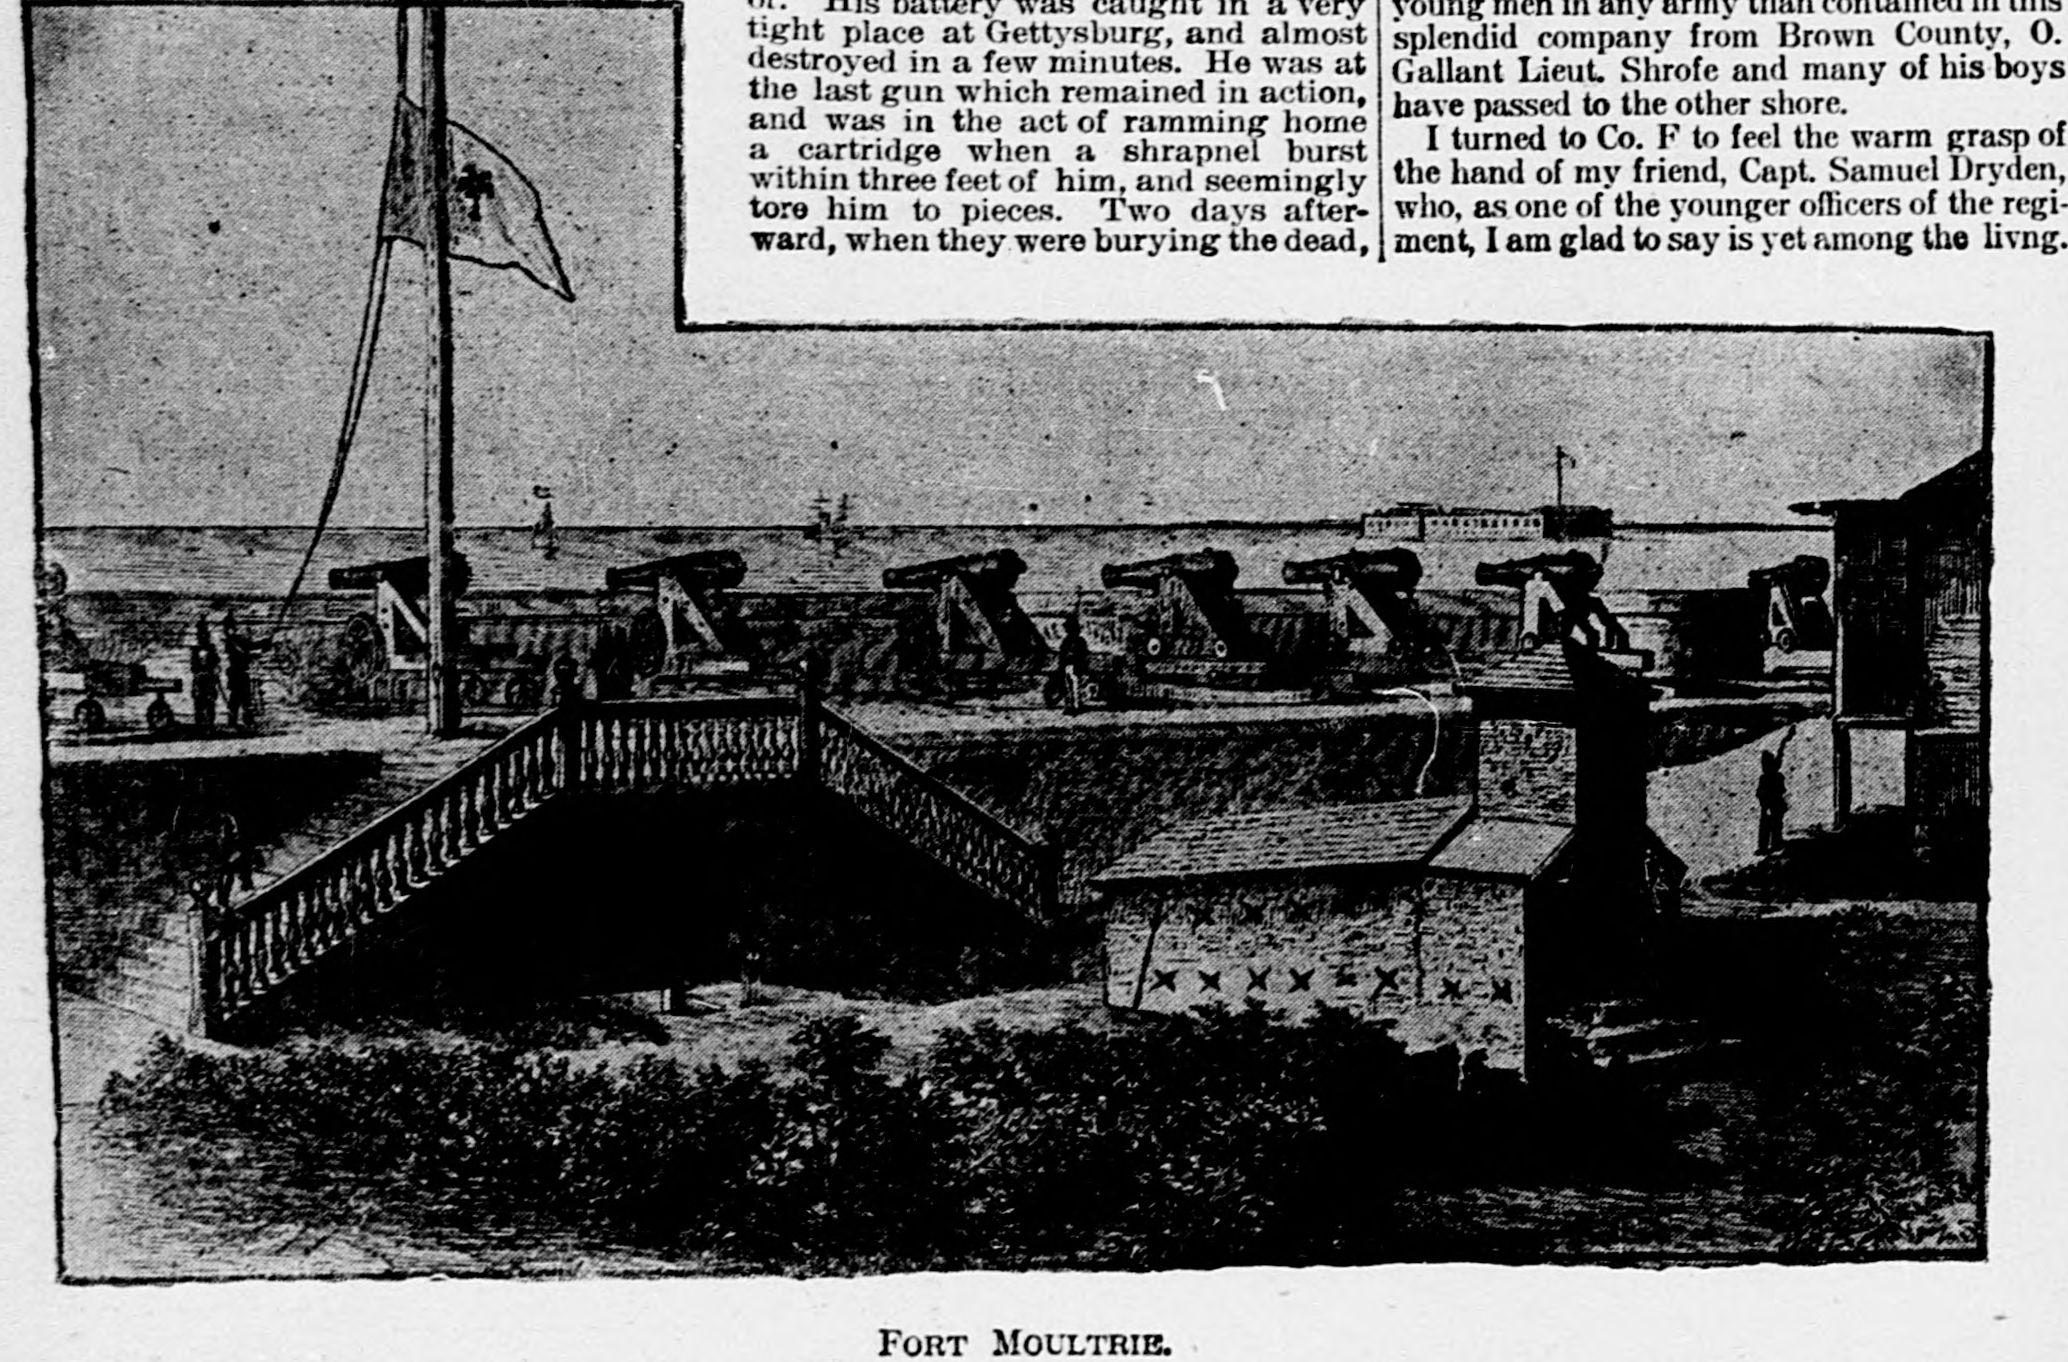 or. His battery was caught in a very
tight place at Gettysburg, and almost
destroyed in a few minutes. He was at
the last gun which remained in action,
and was in the act of ramming home
a cartridge when a shrapnel burst
within three feet of him, and seemingly
tore him to pieces. Two days after-
ward, when they were burying the dead,
young men in any army than contained in this
splendid company from Brown County, O.
Gallant Lieut. Shrofe and many of his boys
have passed to the other shore.
I turned to Co. F to feel the warm grasp of
the hand of my friend, Capt. Samuel Dryden,
who, as one of the younger officers of the regi-
ment, I am glad to say is yet among the livng.
FORT MOULTRIE.